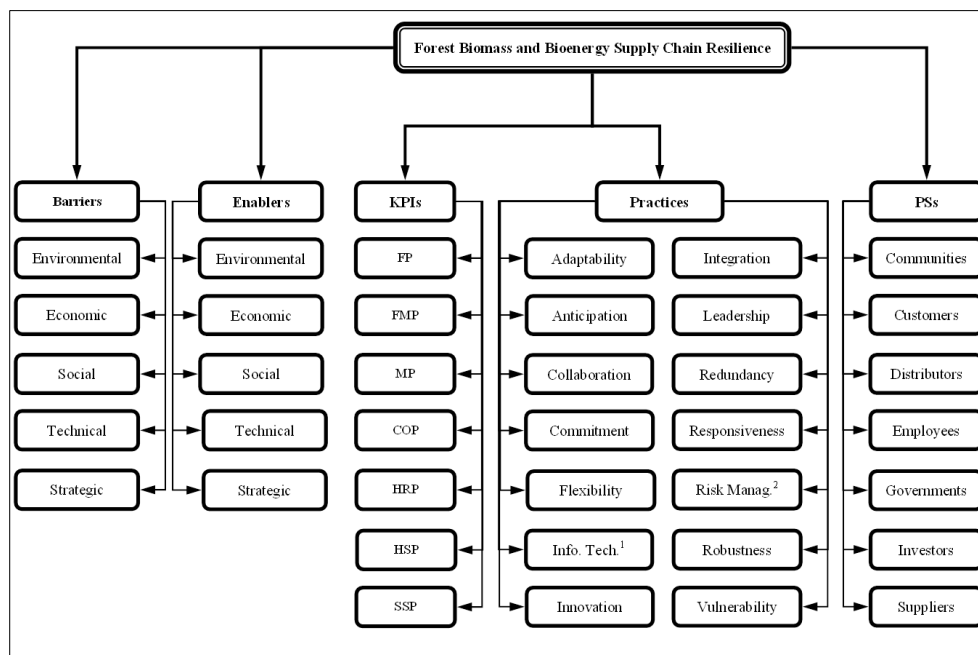 Forest Biomass and Bioenergy Supply Chain Resilience
Barriers
Enablers
KPIs
Practices
PSs
Environmental
Environmental
FP
Adaptability
Integration
Communities
Economic
Economic
FMP
Anticipation
Leadership
Customers
Social
Social
MP
Collaboration
Redundancy
Distributors
Technical
Technical
COP
Commitment
Responsiveness
Employees
Strategic
Strategic
HRP
Flexibility
Risk Manag.²
Governments
HSP
Info. Tech.¹
Robustness
Investors
SSP
Innovation
Vulnerability
Suppliers